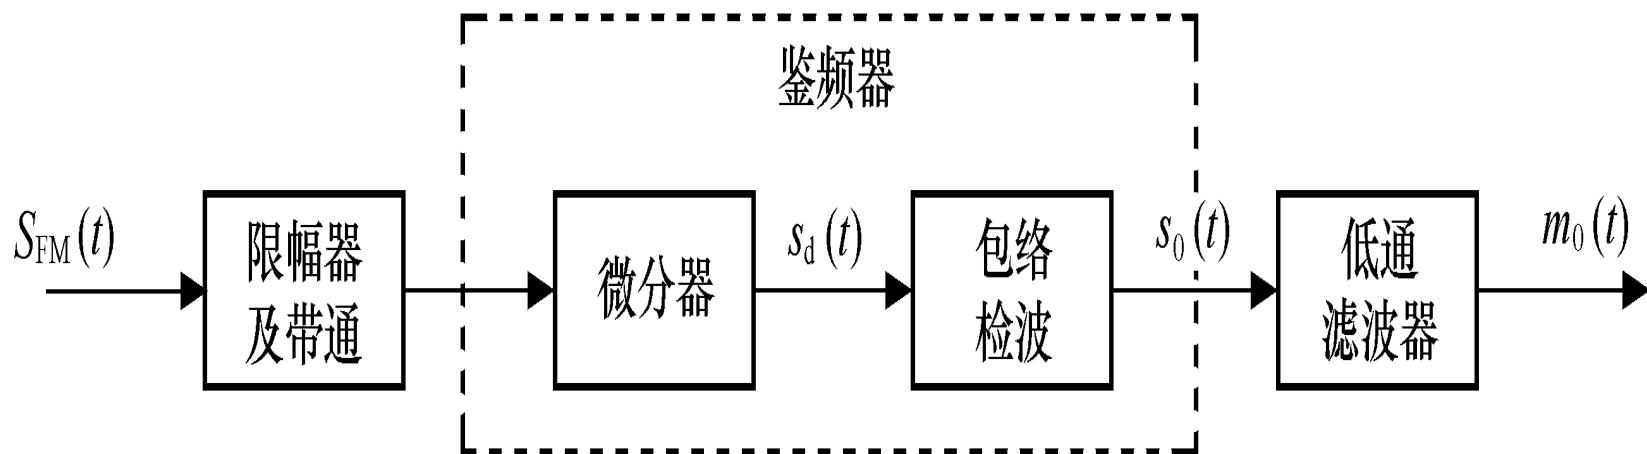 鉴频器
S_FM(t)
限幅器
及带通
微分器
s_d(t)
包络
检波
s_0(t)
低通
滤波器
m_0(t)